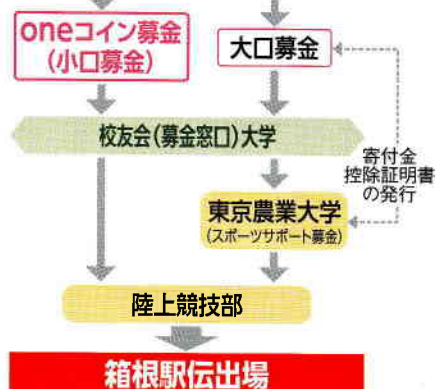 oneコイン募金
(小口募金)
大口募金
校友会(募金窓口)大学
寄付金
控除証明書
の発行
東京農業大学
(スポーツサポート募金)
陸上競技部
箱根駅伝出場